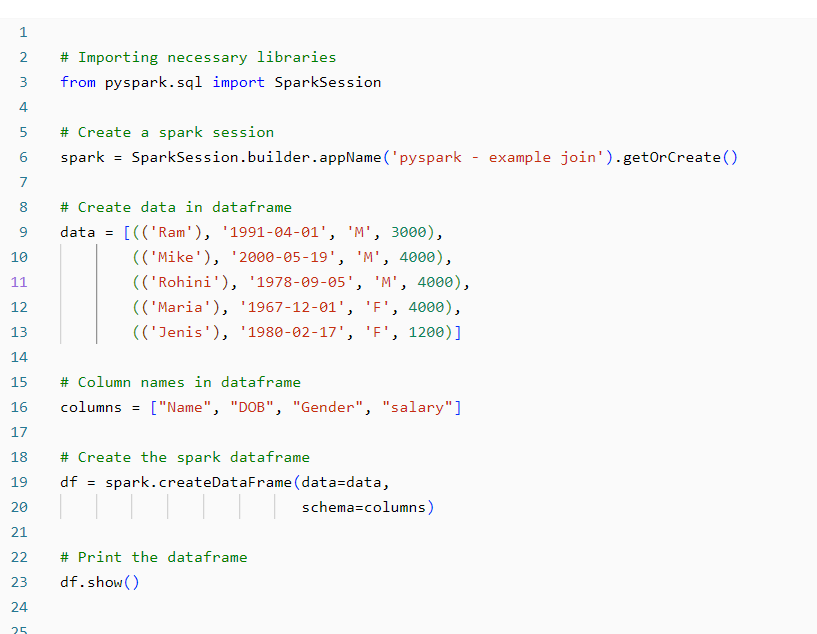 1
2 # Importing necessary libraries
3 from pyspark.sql import SparkSession
4
5 # Create a spark session
6 spark = SparkSession.builder.appName('pyspark - example join').getOrCreate()
7
8 # Create data in dataframe
9 data = [(('Ram'), '1991-04-01', 'M', 3000),
10         (('Mike'), '2000-05-19', 'M', 4000),
11         (('Rohini'), '1978-09-05', 'M', 4000),
12         (('Maria'), '1967-12-01', 'F', 4000),
13         (('Jenis'), '1980-02-17', 'F', 1200)]
14
15 # Column names in dataframe
16 columns = ["Name", "DOB", "Gender", "salary"]
17
18 # Create the spark dataframe
19 df = spark.createDataFrame(data=data,
20                            schema=columns)
21
22 # Print the dataframe
23 df.show()
24
25